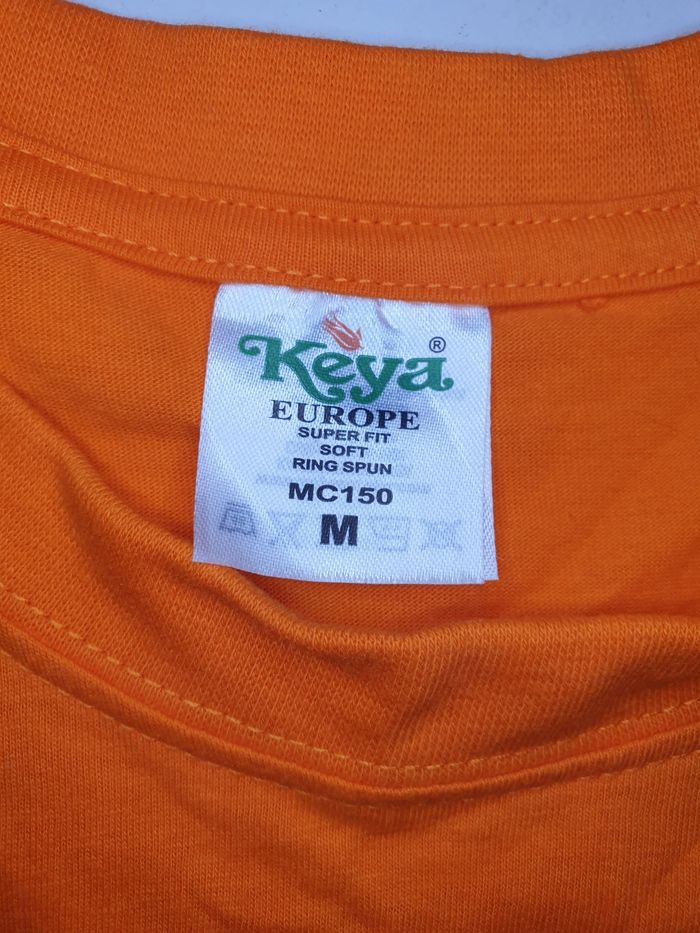 Keya®
EUROPE
SUPER FIT
SOFT
RING SPUN
MC150
M